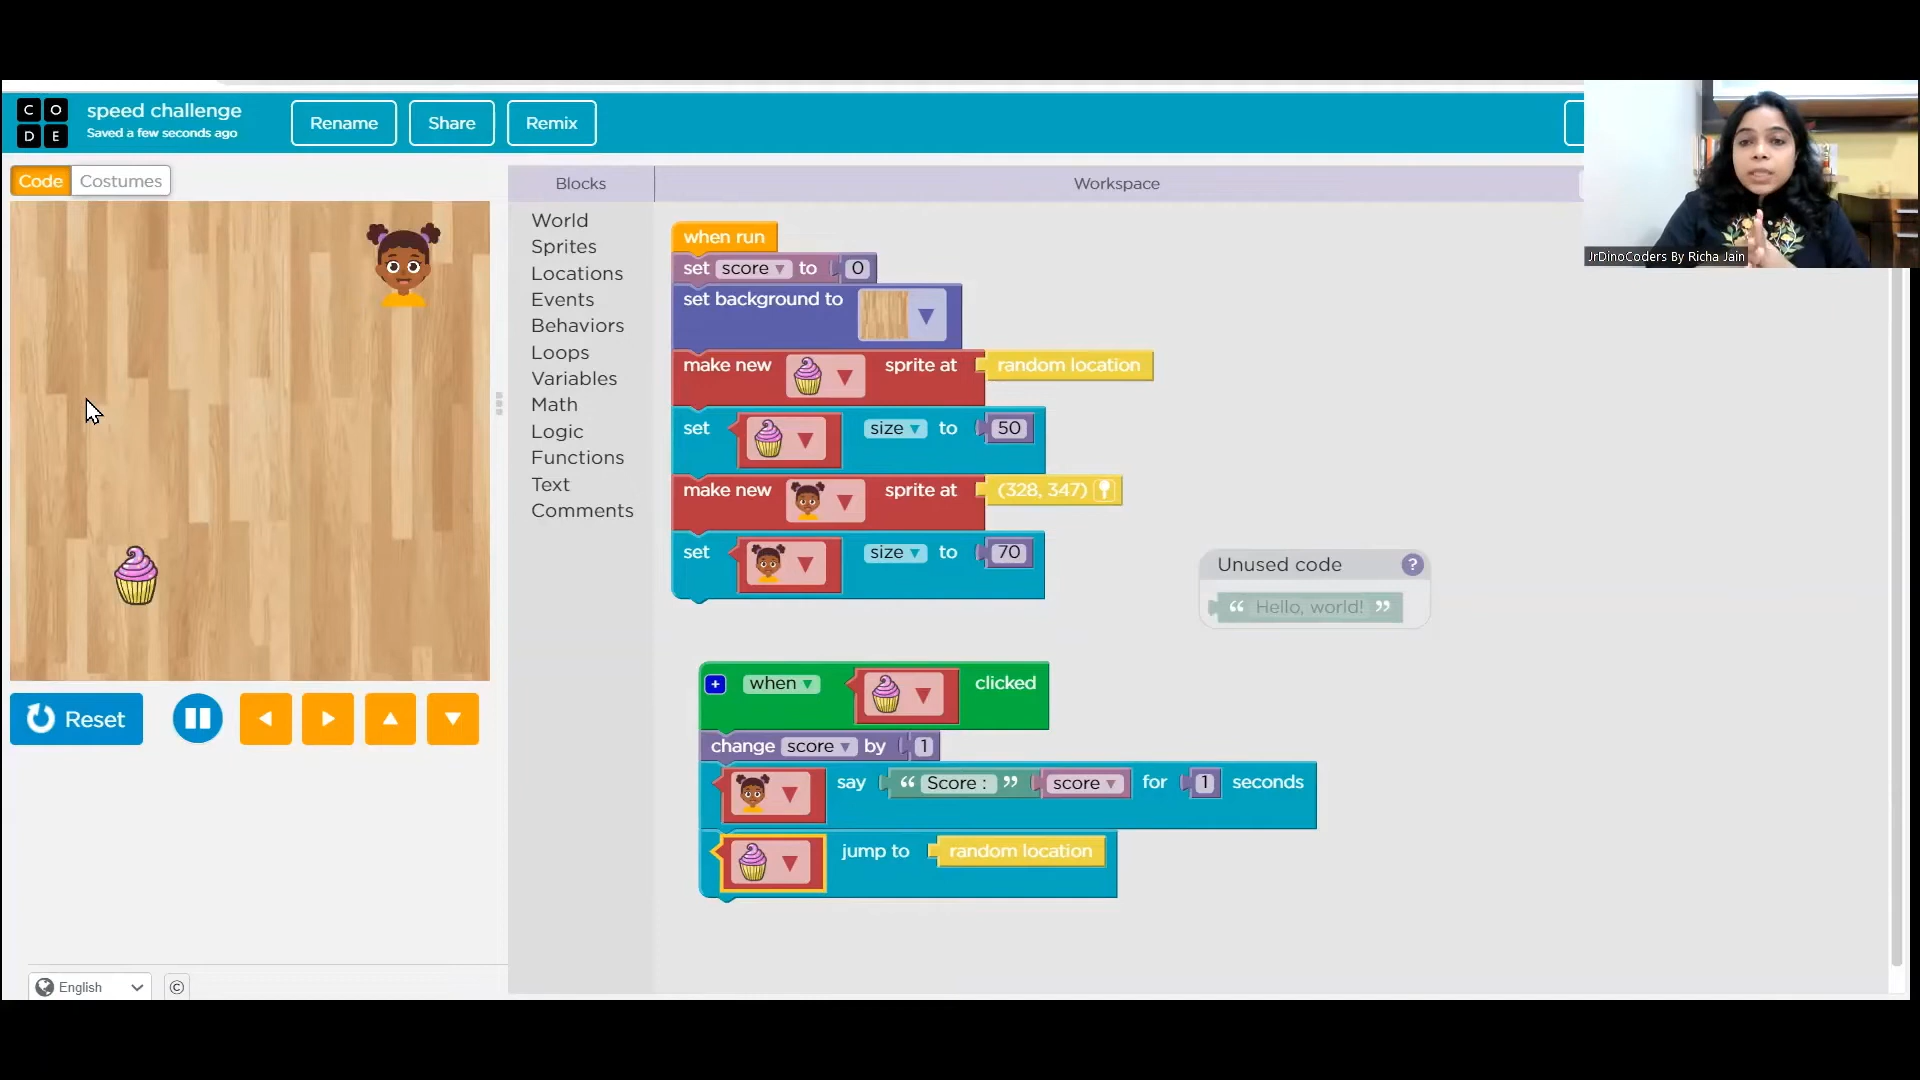 C O
D E
speed challenge
Saved a few seconds ago
Rename
Share
Remix
JrDinoCoders By Richa Jain
Code
Costumes
Blocks
Workspace
World
Sprites
Locations
Events
Behaviors
Loops
Variables
Math
Logic
Functions
Text
Comments
when run
set score ▼ to 0
set background to ▼
make new ▼ sprite at random location
set ▼ size ▼ to 50
make new ▼ sprite at (328, 347)
set ▼ size ▼ to 70
Unused code ?
“ Hello, world! ”
+ when ▼ ▼ clicked
change score ▼ by 1
▼ say “ Score : ” score ▼ for 1 seconds
▼ jump to random location
Reset
English
©